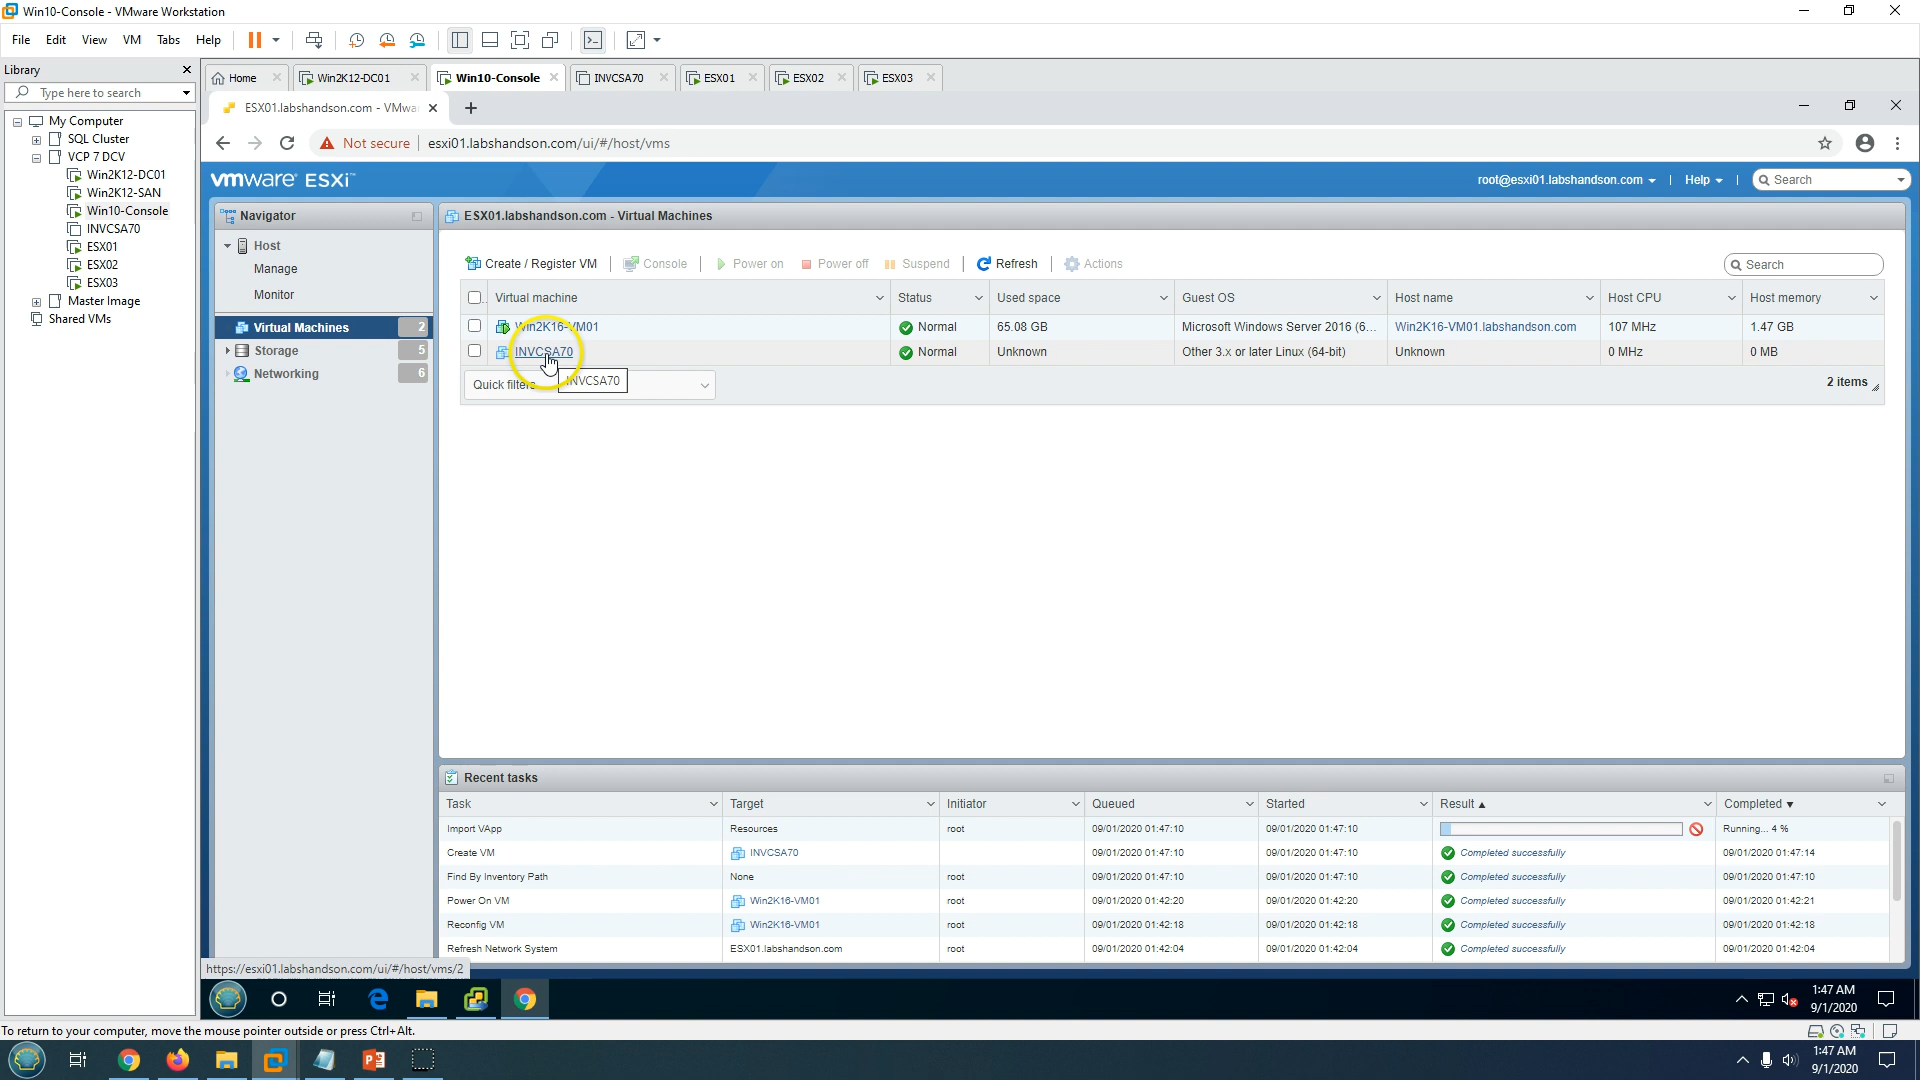 Win10-Console - VMware Workstation
File Edit View VM Tabs Help
Library
Type here to search
My Computer
SQL Cluster
VCP 7 DCV
Win2K12-DC01
Win2K12-SAN
Win10-Console
INVCSA70
ESX01
ESX02
ESX03
Master Image
Shared VMs
Home Win2K12-DC01 Win10-Console INVCSA70 ESX01 ESX02 ESX03
ESX01.labshandson.com - VMwa
Not secure esxi01.labshandson.com/ui/#/host/vms
vmware ESXi™ root@esxi01.labshandson.com Help Search
Navigator
Host
Manage
Monitor
Virtual Machines 2
Storage 5
Networking 6
ESX01.labshandson.com - Virtual Machines
Create / Register VM Console Power on Power off Suspend Refresh Actions Search
Virtual machine Status Used space Guest OS Host name Host CPU Host memory
Win2K16-VM01 Normal 65.08 GB Microsoft Windows Server 2016 (6... Win2K16-VM01.labshandson.com 107 MHz 1.47 GB
INVCSA70 Normal Unknown Other 3.x or later Linux (64-bit) Unknown 0 MHz 0 MB
Quick filters INVCSA70 2 items
Recent tasks
Task Target Initiator Queued Started Result ▲ Completed ▼
Import VApp Resources root 09/01/2020 01:47:10 09/01/2020 01:47:10 Running... 4 %
Create VM INVCSA70 09/01/2020 01:47:10 09/01/2020 01:47:10 Completed successfully 09/01/2020 01:47:14
Find By Inventory Path None root 09/01/2020 01:47:10 09/01/2020 01:47:10 Completed successfully 09/01/2020 01:47:10
Power On VM Win2K16-VM01 root 09/01/2020 01:42:20 09/01/2020 01:42:20 Completed successfully 09/01/2020 01:42:21
Reconfig VM Win2K16-VM01 root 09/01/2020 01:42:18 09/01/2020 01:42:18 Completed successfully 09/01/2020 01:42:18
Refresh Network System ESX01.labshandson.com root 09/01/2020 01:42:04 09/01/2020 01:42:04 Completed successfully 09/01/2020 01:42:04
https://esxi01.labshandson.com/ui/#/host/vms/2
1:47 AM
9/1/2020
To return to your computer, move the mouse pointer outside or press Ctrl+Alt.
1:47 AM
9/1/2020